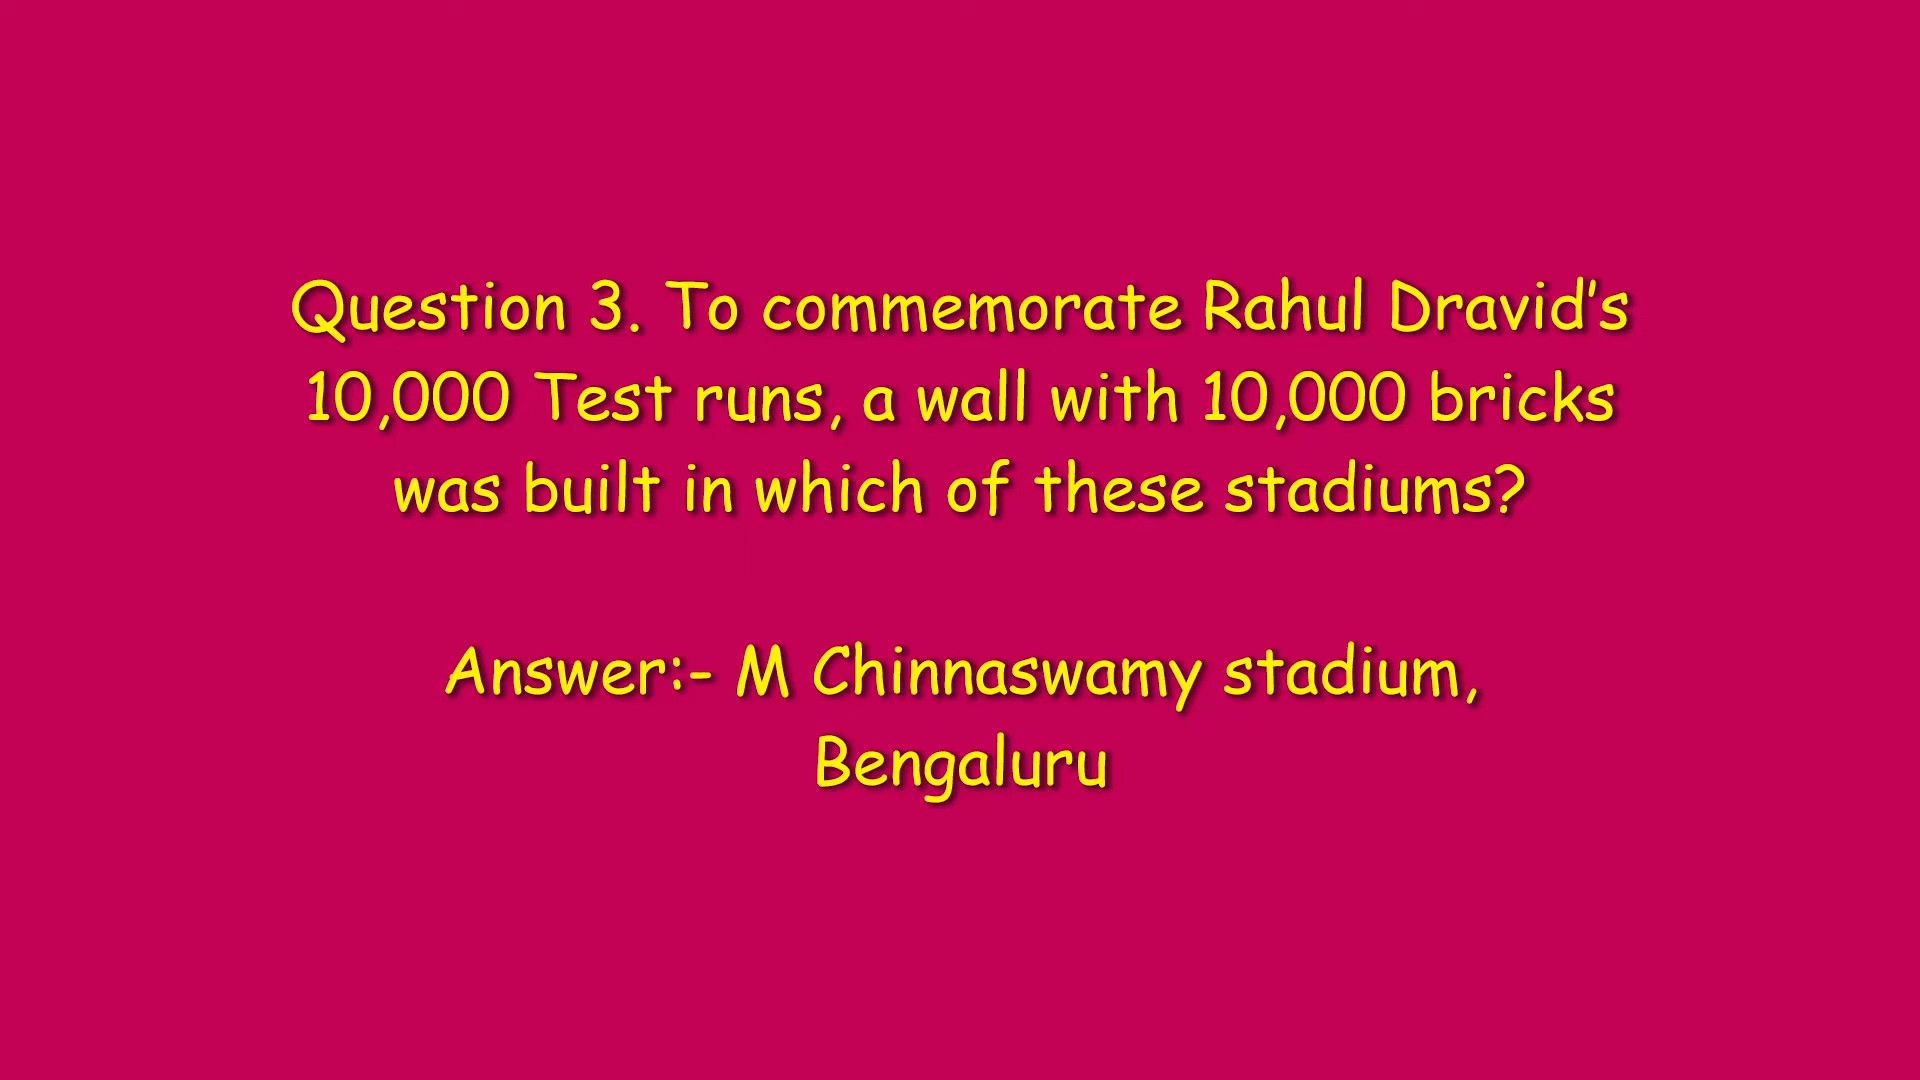 Question 3. To commemorate Rahul Dravid’s
10,000 Test runs, a wall with 10,000 bricks
was built in which of these stadiums?
Answer:- M Chinnaswamy stadium,
Bengaluru